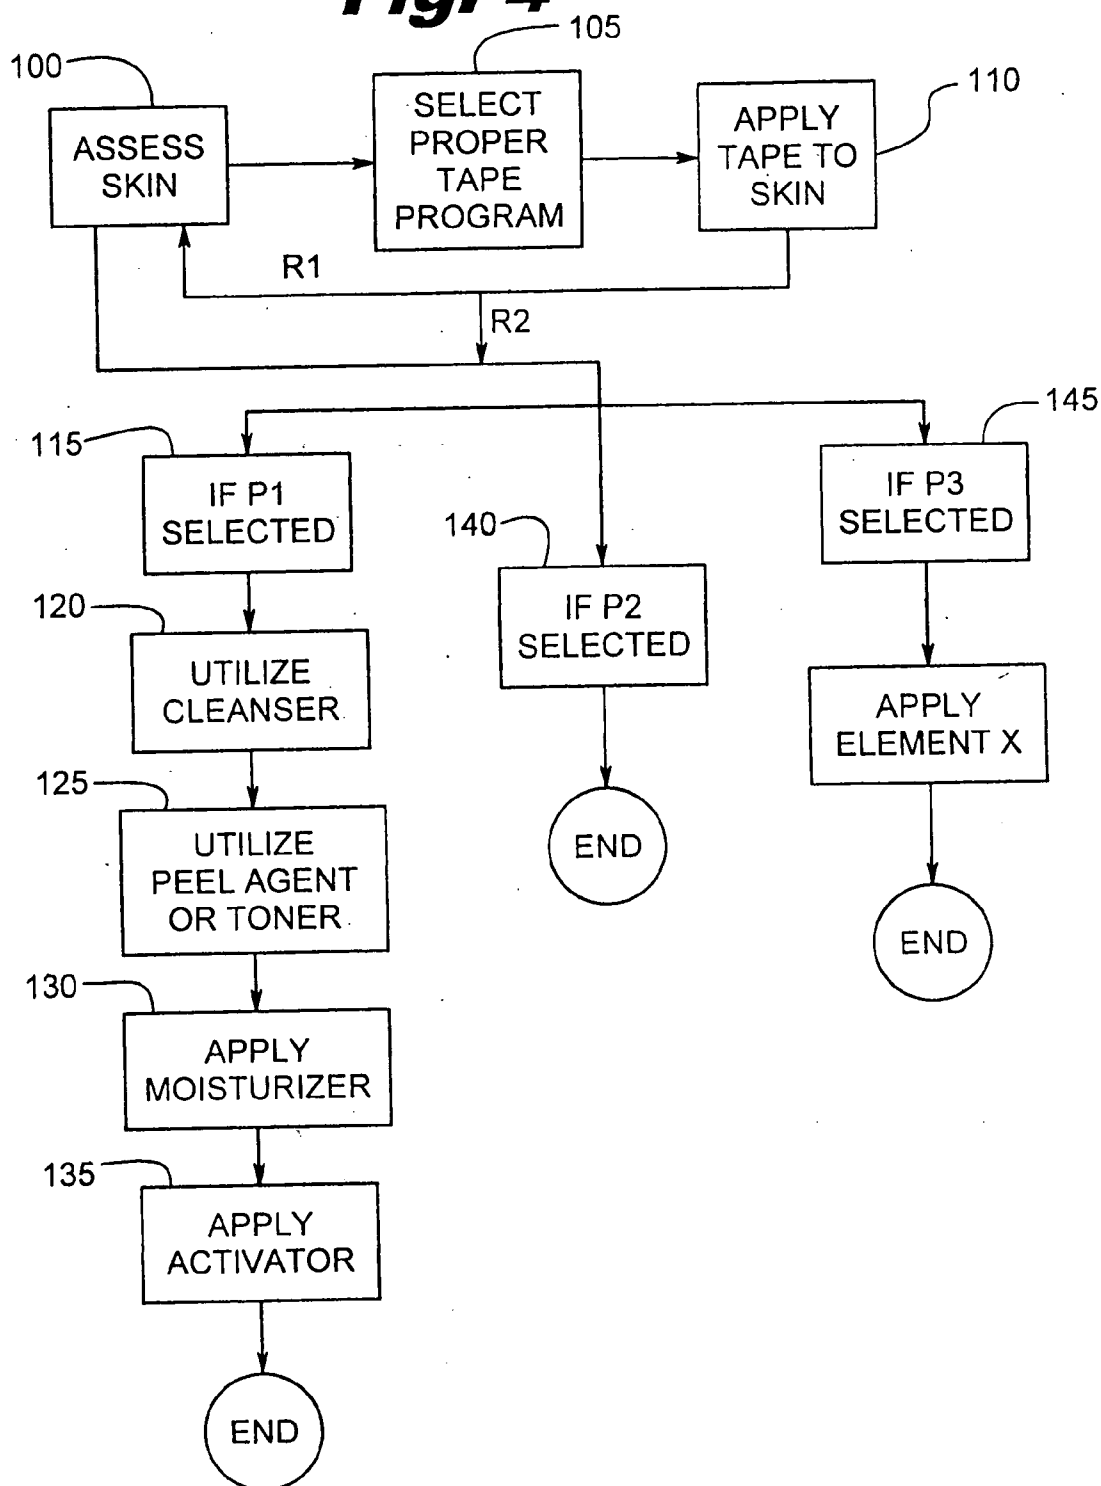 Fig. 4
100
105
110
ASSESS
SKIN
SELECT
PROPER
TAPE
PROGRAM
APPLY
TAPE TO
SKIN
R1
R2
115
IF P1
SELECTED
140
IF P2
SELECTED
145
IF P3
SELECTED
120
UTILIZE
CLEANSER
APPLY
ELEMENT X
125
UTILIZE
PEEL AGENT
OR TONER
END
END
130
APPLY
MOISTURIZER
135
APPLY
ACTIVATOR
END